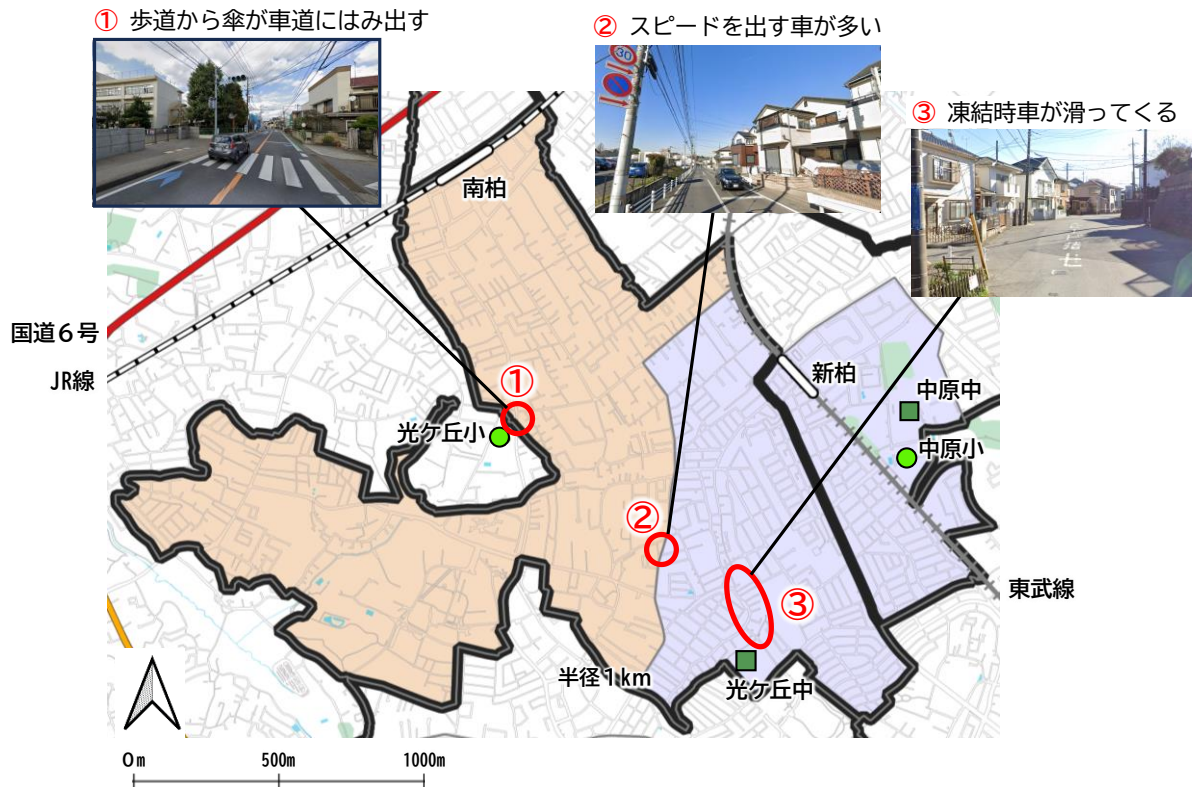 ① 歩道から傘が車道にはみ出す
② スピードを出す車が多い
③ 凍結時車が滑ってくる
30
南柏
国道6号
JR線
新柏
①
中原中
光ケ丘小
中原小
②
東武線
③
半径1km
光ケ丘中
0m 500m 1000m